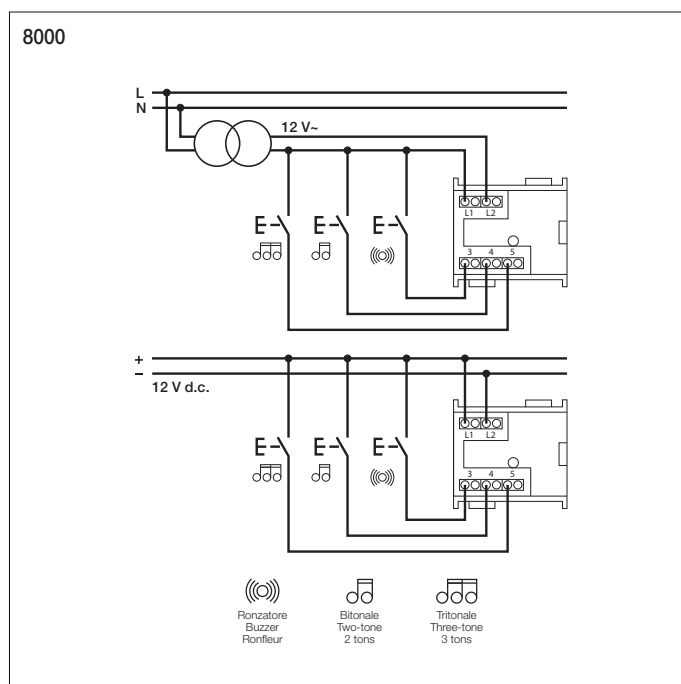 8000
L
N
12 V~
L1 L2
3 4 5
+
–
12 V d.c.
L1 L2
3 4 5
Ronzatore
Buzzer
Ronfleur
Bitonale
Two-tone
2 tons
Tritonale
Three-tone
3 tons